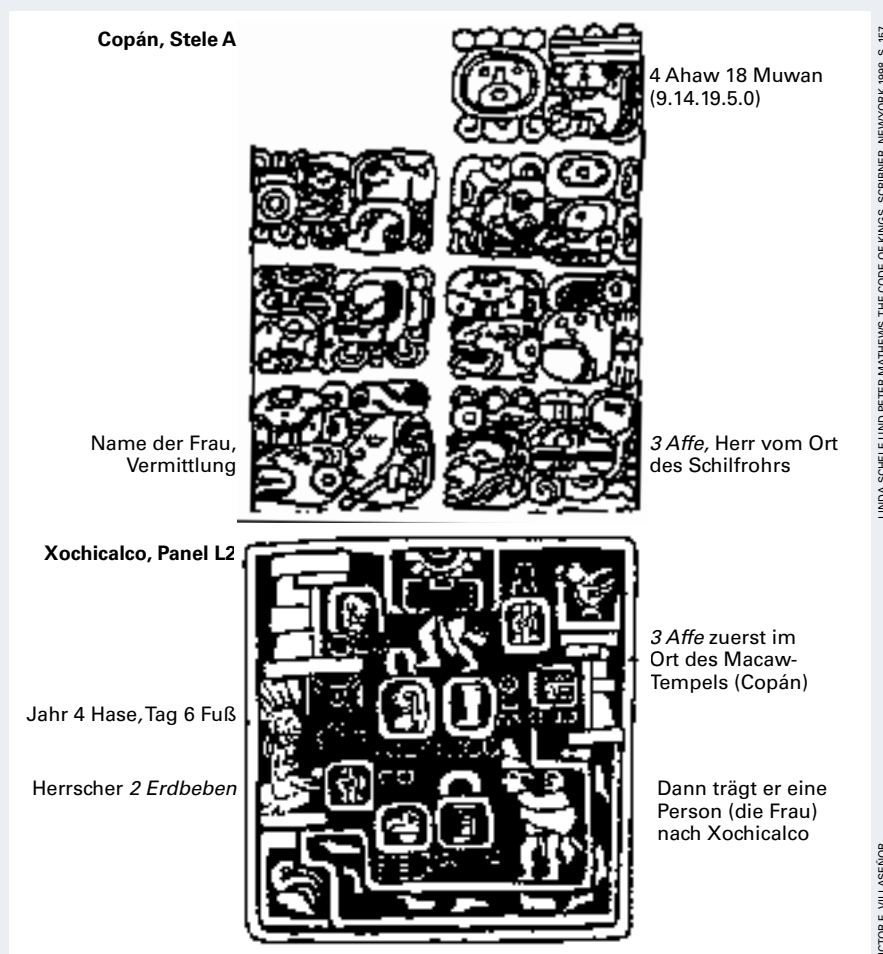 Copán, Stele A
4 Ahaw 18 Muwan
(9.14.19.5.0)
Name der Frau,
Vermittlung
3 Affe, Herr vom Ort
des Schilfrohrs
Xochicalco, Panel L2
3 Affe zuerst im
Ort des Macaw-
Tempels (Copán)
Jahr 4 Hase, Tag 6 Fuß
Herrscher 2 Erdbeben
Dann trägt er eine
Person (die Frau)
nach Xochicalco
LINDA SCHELE UND PETER MATHEWS, THE CODE OF KINGS, SCRIBNER, NEWYORK 1998, S. 157
VILLASEÑOR